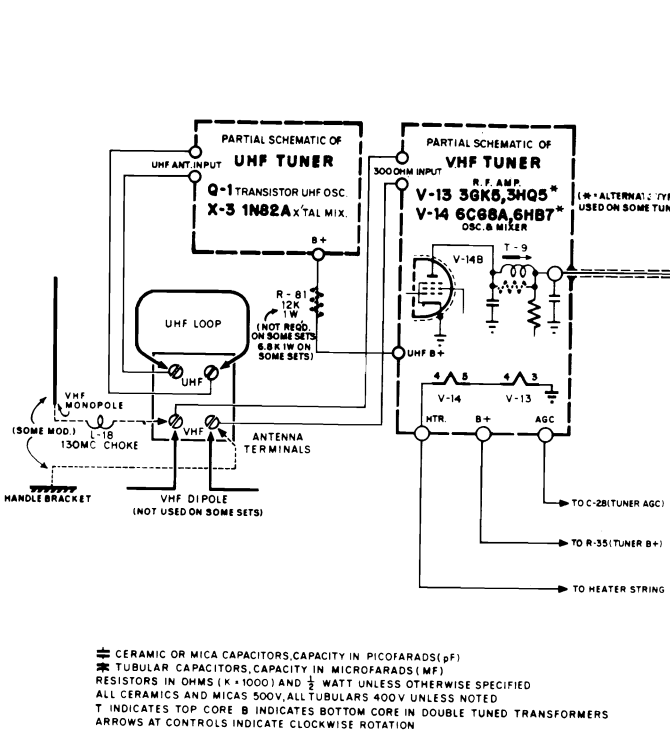 PARTIAL SCHEMATIC OF
UHF TUNER
UHF ANT. INPUT
Q-1 TRANSISTOR UHF OSC.
X-3 1N82A X'TAL MIX.
B+
PARTIAL SCHEMATIC OF
VHF TUNER
300 OHM INPUT
R.F. AMP.
V-13 3GK5,3HQ5*
V-14 6CG8A,6HB7*
OSC. & MIXER
(*=ALTERNATE
USED ON SOME
T-9
V-14B
R-81
12K
1W
(NOT REQD.
ON SOME SETS
6.8K 1W ON
SOME SETS)
UHF LOOP
UHF
UHF B+
4 5 4 3
V-14 V-13
HTR. B+ AGC
VHF
MONOPOLE
(SOME MOD.)
L-18
130MC CHOKE
VHF
ANTENNA
TERMINALS
HANDLE BRACKET
VHF DIPOLE
(NOT USED ON SOME SETS)
TO C-28(TUNER AGC)
TO R-35(TUNER B+)
TO HEATER STRING
CERAMIC OR MICA CAPACITORS,CAPACITY IN PICOFARADS(pF)
TUBULAR CAPACITORS,CAPACITY IN MICROFARADS(MF)
RESISTORS IN OHMS (K=1000) AND 1/2 WATT UNLESS OTHERWISE SPECIFIED
ALL CERAMICS AND MICAS 500V,ALL TUBULARS 400V UNLESS NOTED
T INDICATES TOP CORE B INDICATES BOTTOM CORE IN DOUBLE TUNED TRANSFORMERS
ARROWS AT CONTROLS INDICATE CLOCKWISE ROTATION